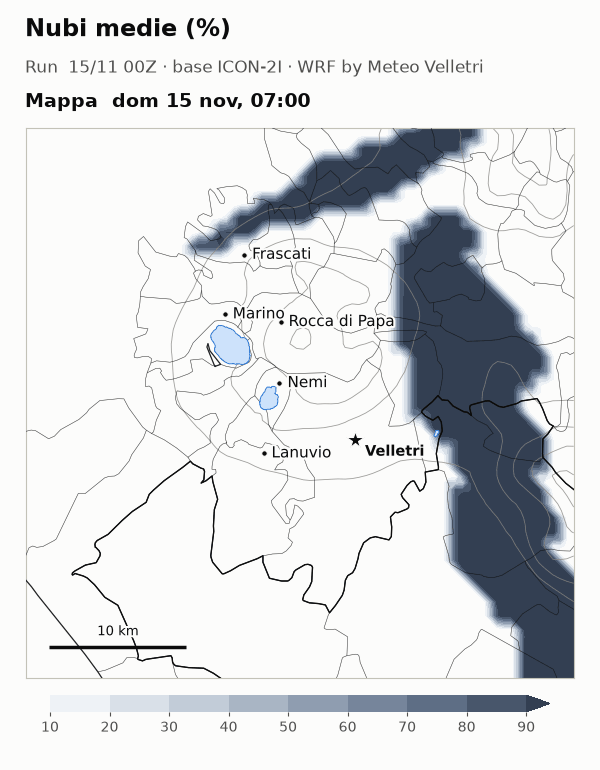 Nubi medie (%)
Run  15/11 00Z · base ICON-2I · WRF by Meteo Velletri
Mappa  dom 15 nov, 07:00
Frascati
Marino
Rocca di Papa
Nemi
Velletri
Lanuvio
10 km
10 20 30 40 50 60 70 80 90